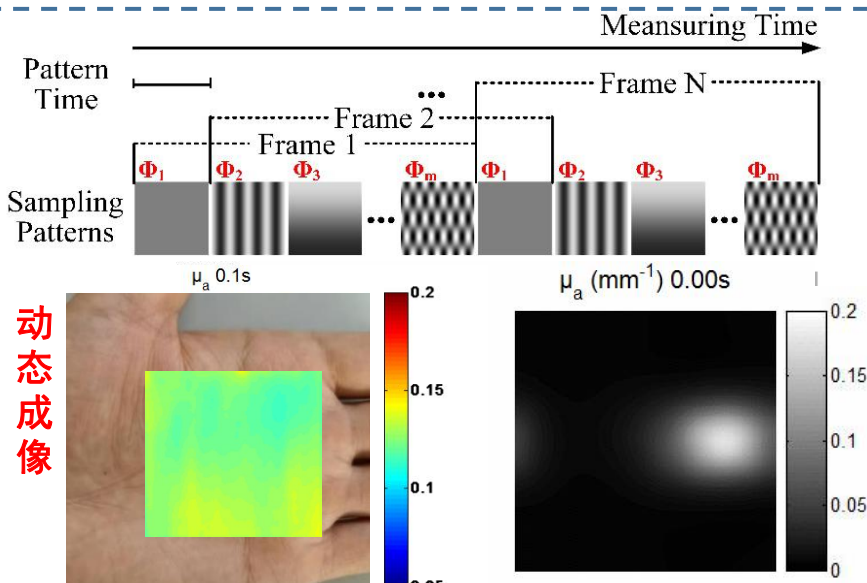 Meansuring Time
Pattern
Time
...
Frame N
Frame 2
Frame 1
Φ1 Φ2 Φ3 Φm Φ1 Φ2 Φ3 Φm
Sampling
Patterns
... ...
μa 0.1s
μa (mm-1) 0.00s
动
态
成
像
0.2
0.15
0.1
0.05
0.2
0.15
0.1
0.05
0